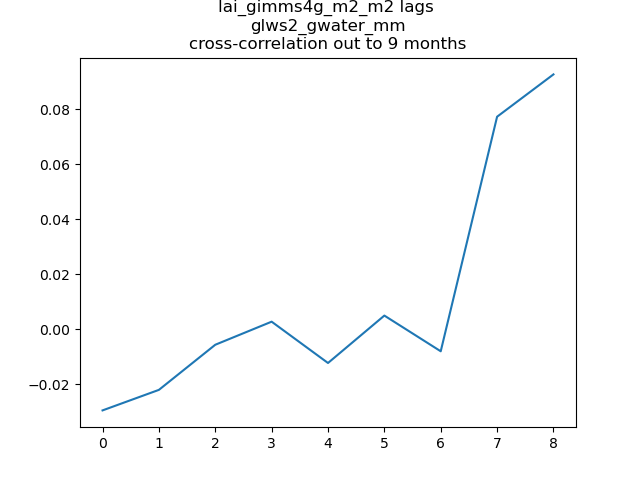 lai_gimms4g_m2_m2 lags
glws2_gwater_mm
cross-correlation out to 9 months
0.08
0.06
0.04
0.02
0.00
−0.02
0 1 2 3 4 5 6 7 8